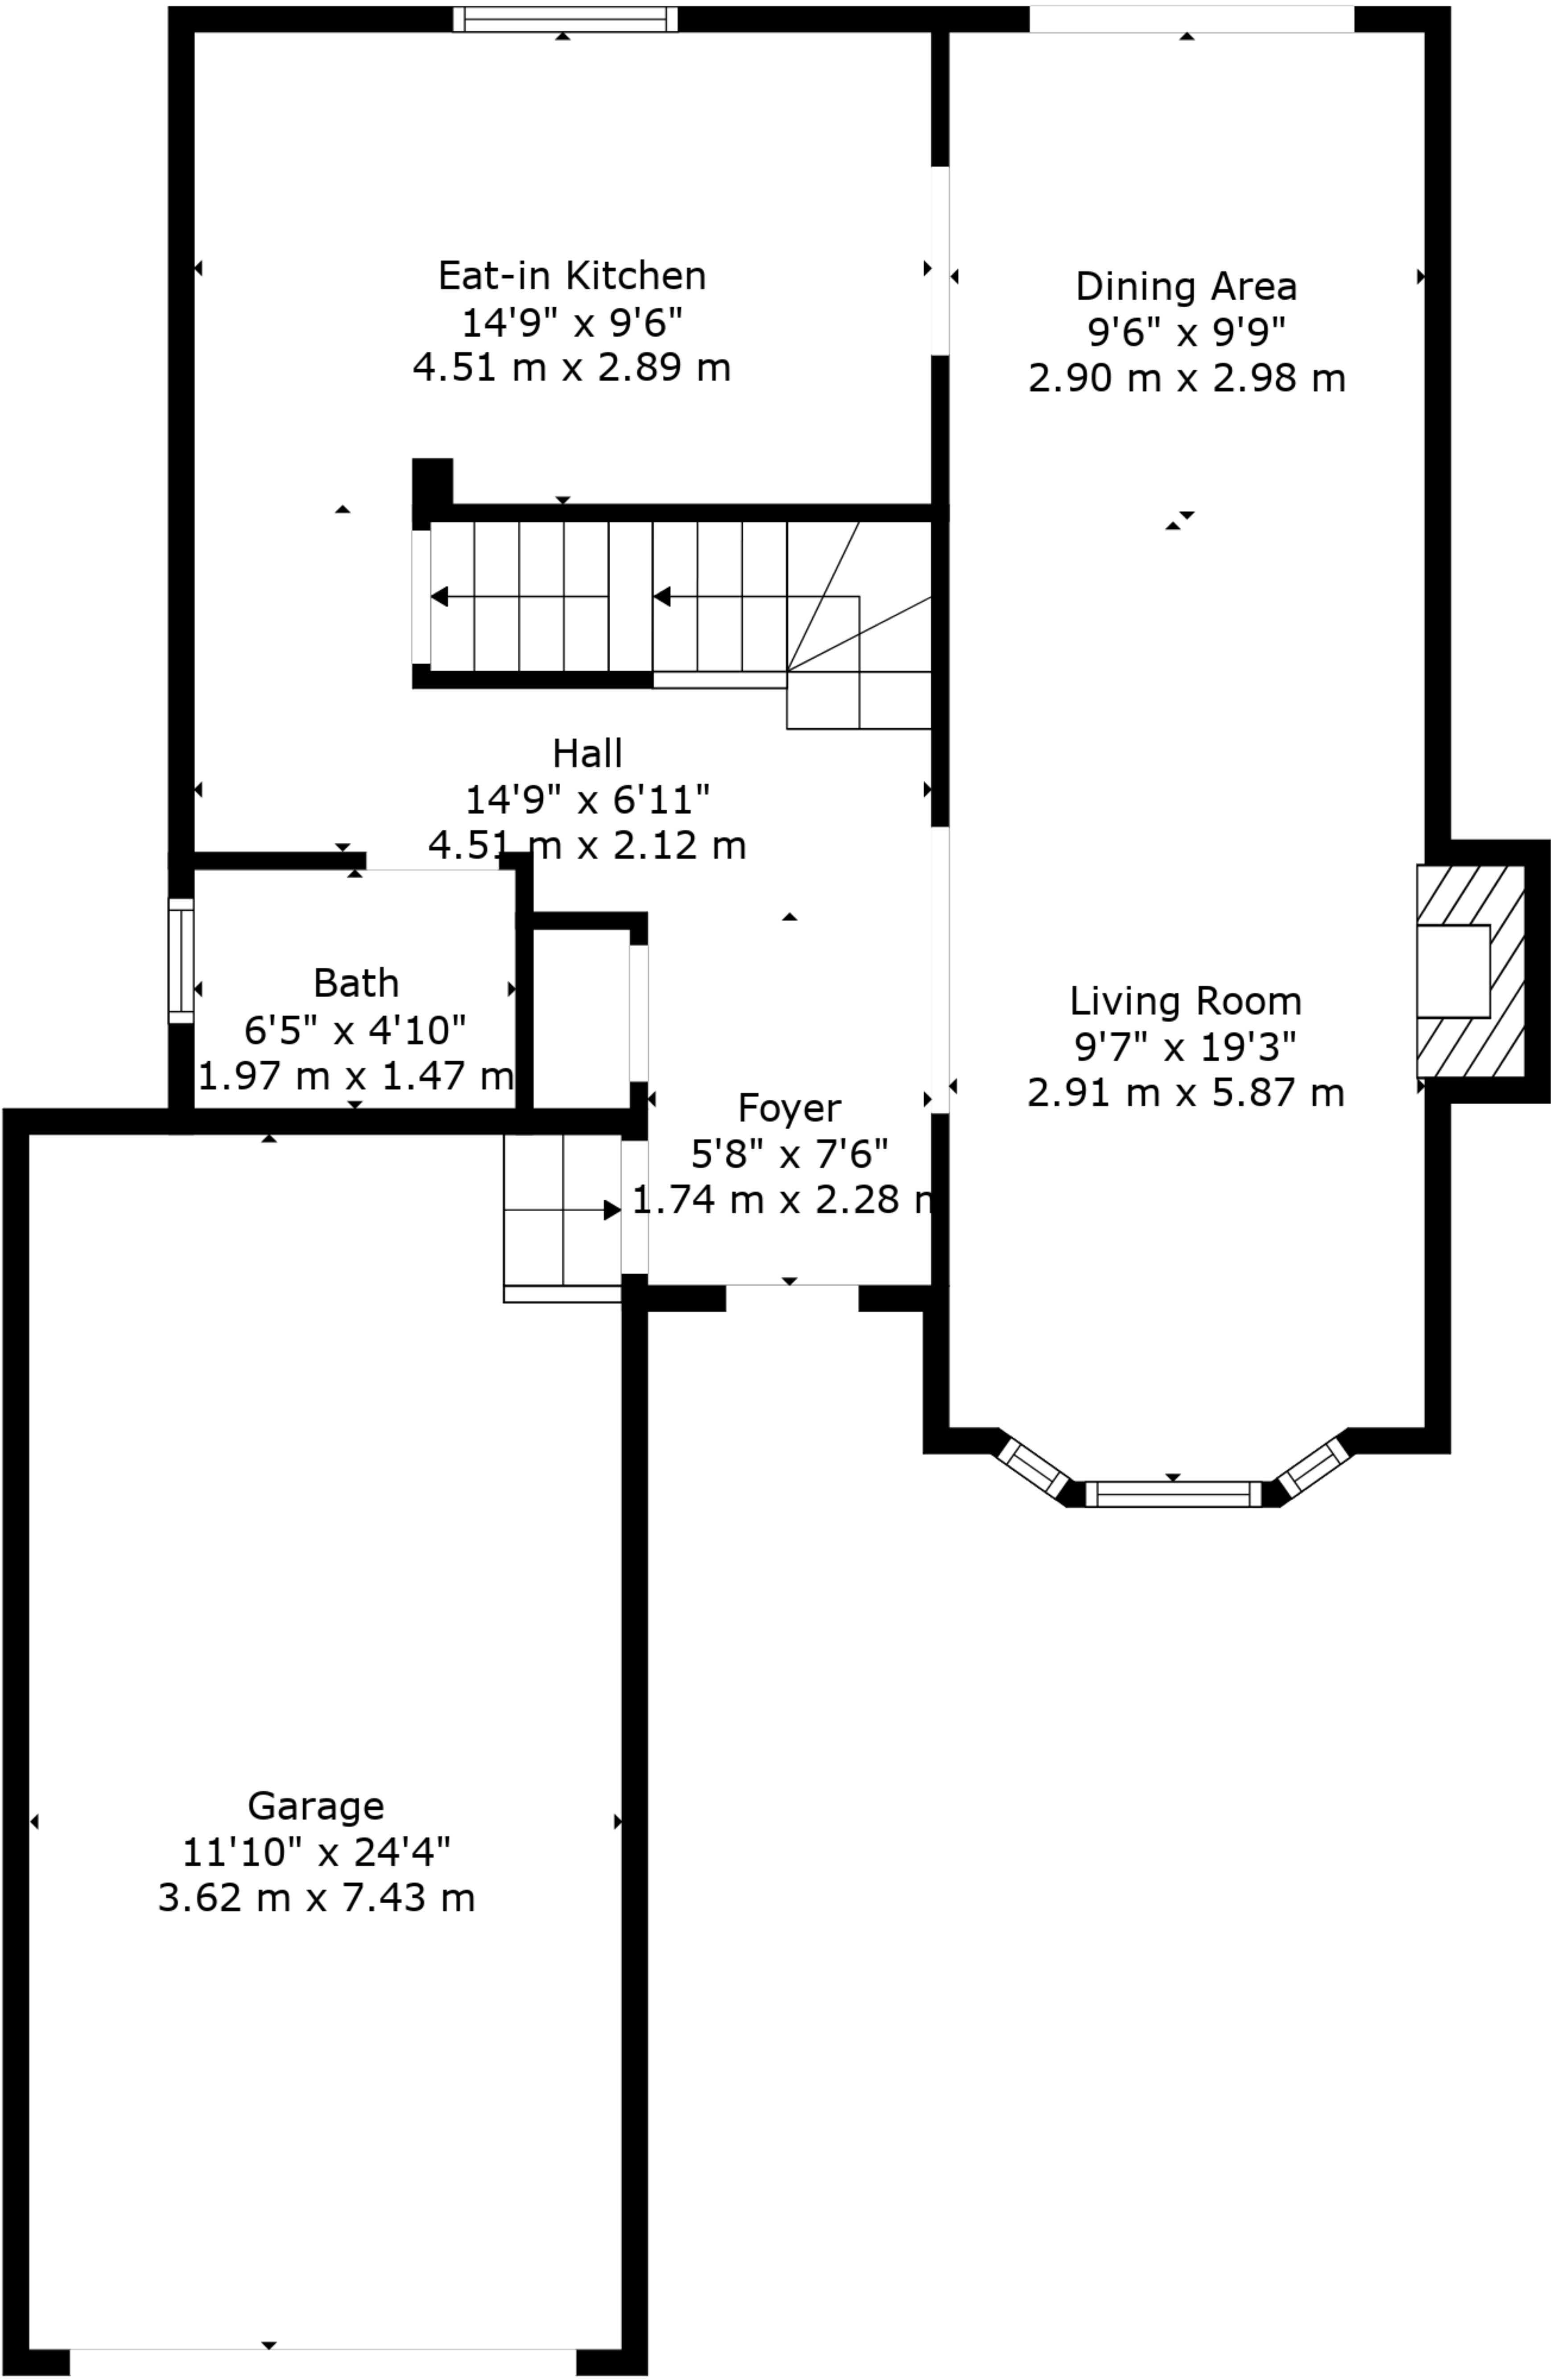 Eat-in Kitchen
14'9" x 9'6"
4.51 m x 2.89 m
Dining Area
9'6" x 9'9"
2.90 m x 2.98 m
Hall
14'9" x 6'11"
4.51 m x 2.12 m
Bath
6'5" x 4'10"
1.97 m x 1.47 m
Living Room
9'7" x 19'3"
2.91 m x 5.87 m
Foyer
5'8" x 7'6"
1.74 m x 2.28 m
Garage
11'10" x 24'4"
3.62 m x 7.43 m